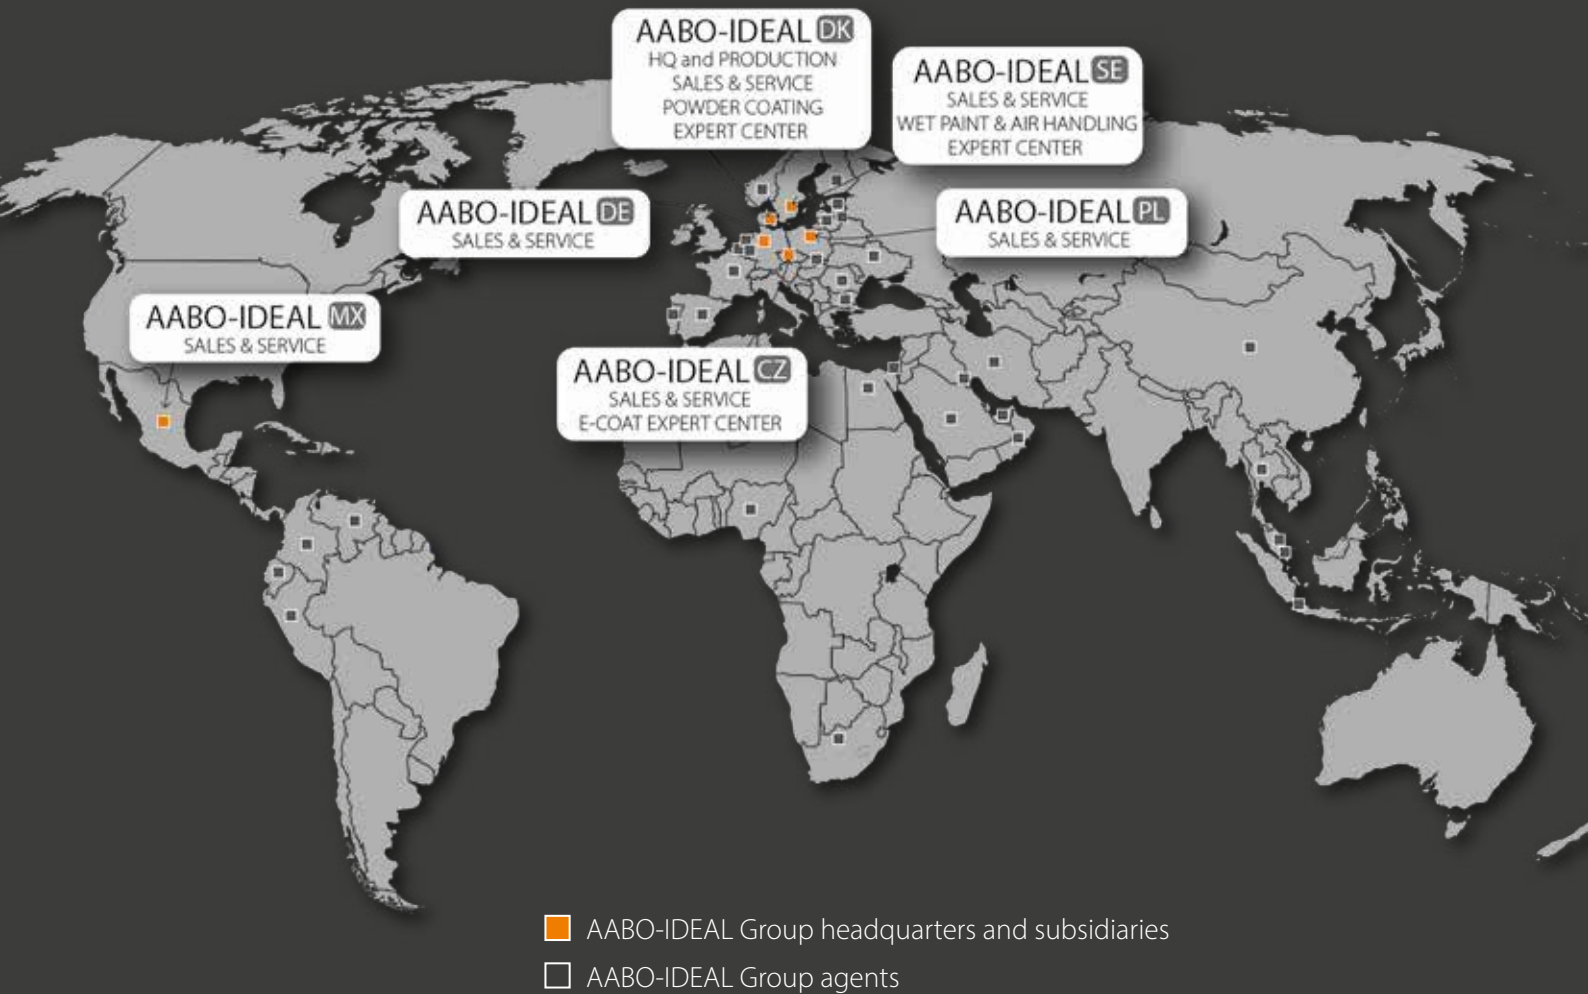 AABO-IDEAL DK
HQ and PRODUCTION
SALES & SERVICE
POWDER COATING
EXPERT CENTER
AABO-IDEAL SE
SALES & SERVICE
WET PAINT & AIR HANDLING
EXPERT CENTER
AABO-IDEAL DE
SALES & SERVICE
AABO-IDEAL PL
SALES & SERVICE
AABO-IDEAL MX
SALES & SERVICE
AABO-IDEAL CZ
SALES & SERVICE
E-COAT EXPERT CENTER
AABO-IDEAL Group headquarters and subsidiaries
AABO-IDEAL Group agents